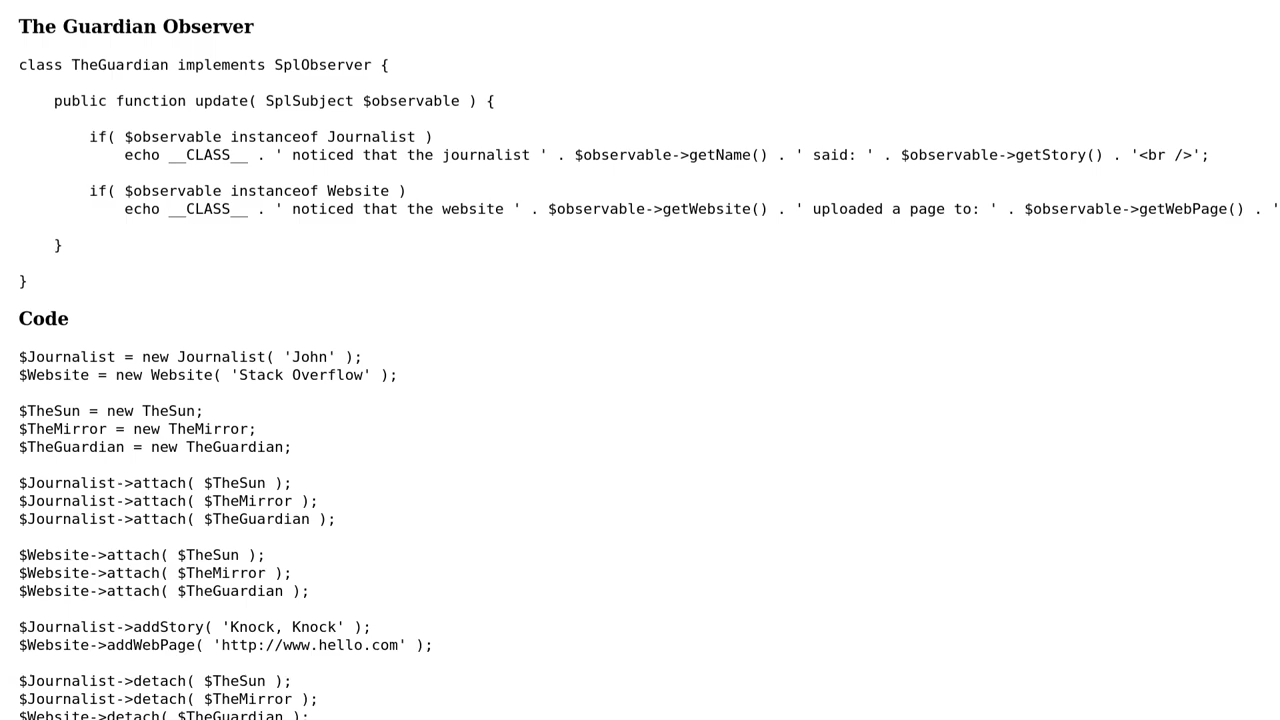 The Guardian Observer
class TheGuardian implements SplObserver {
    public function update( SplSubject $observable ) {
        if( $observable instanceof Journalist )
            echo __CLASS__ . ' noticed that the journalist ' . $observable->getName() . ' said: ' . $observable->getStory() . '<br />';
        if( $observable instanceof Website )
            echo __CLASS__ . ' noticed that the website ' . $observable->getWebsite() . ' uploaded a page to: ' . $observable->getWebPage() . '
    }
}
Code
$Journalist = new Journalist( 'John' );
$Website = new Website( 'Stack Overflow' );
$TheSun = new TheSun;
$TheMirror = new TheMirror;
$TheGuardian = new TheGuardian;
$Journalist->attach( $TheSun );
$Journalist->attach( $TheMirror );
$Journalist->attach( $TheGuardian );
$Website->attach( $TheSun );
$Website->attach( $TheMirror );
$Website->attach( $TheGuardian );
$Journalist->addStory( 'Knock, Knock' );
$Website->addWebPage( 'http://www.hello.com' );
$Journalist->detach( $TheSun );
$Journalist->detach( $TheMirror );
$Website->detach( $TheGuardian );